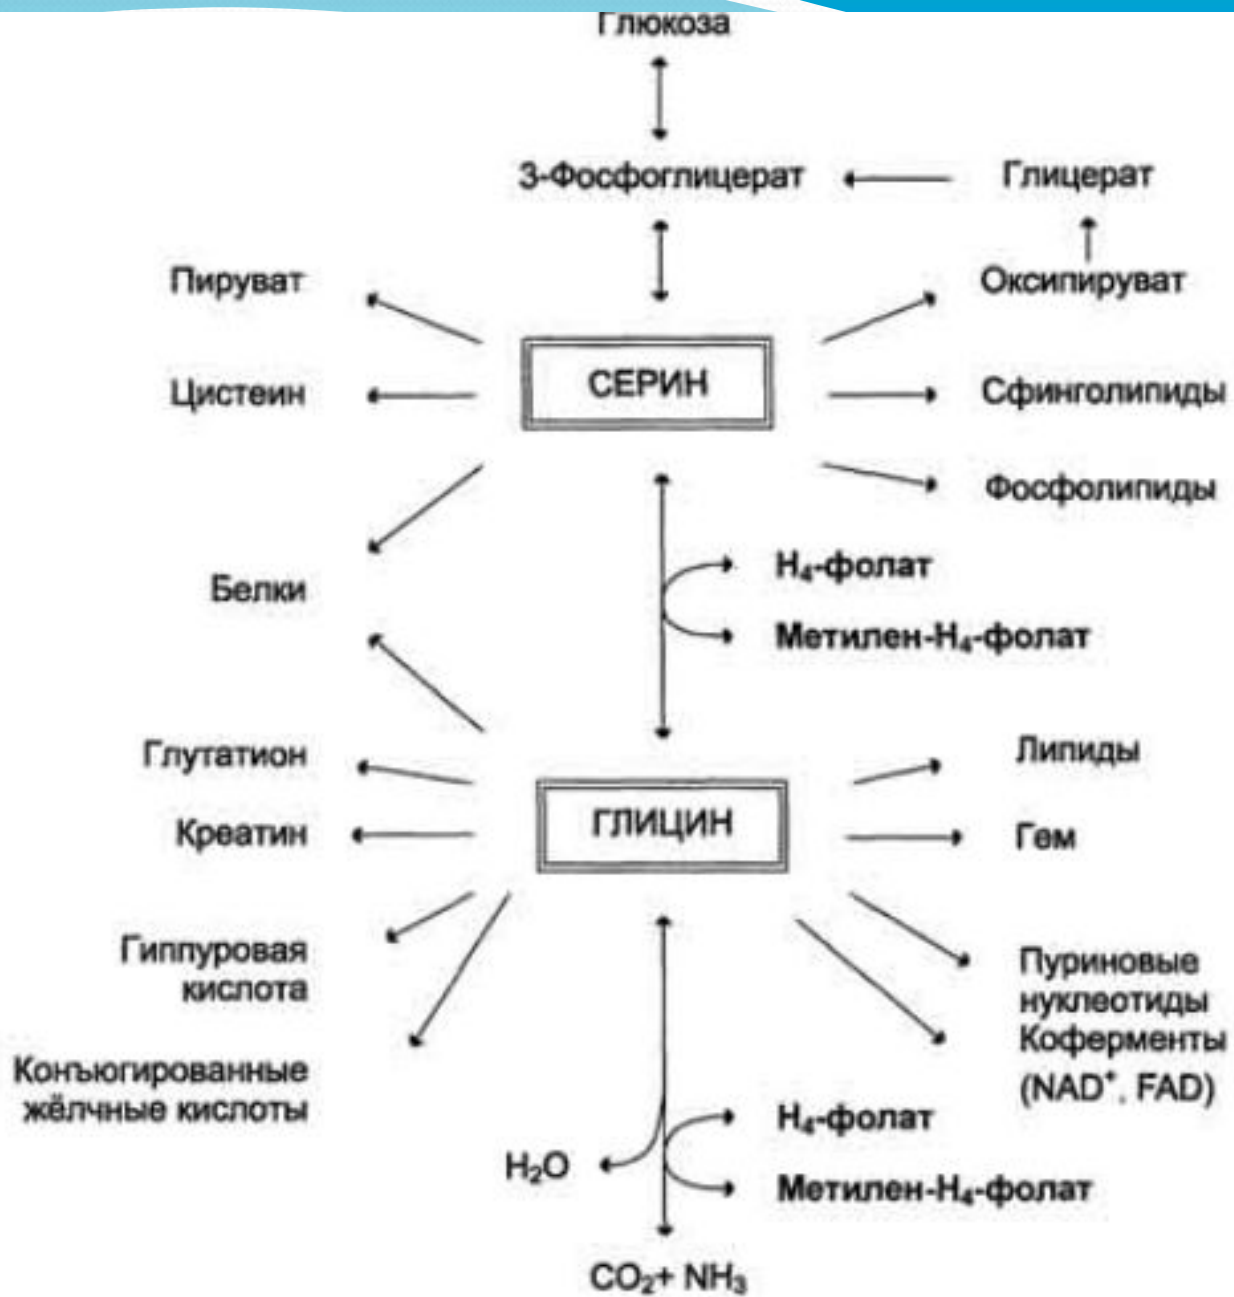 Глюкоза
3-Фосфоглицерат
Глицерат
Пируват
Оксипируват
СЕРИН
Цистеин
Сфинголипиды
Фосфолипиды
H₄-фолат
Белки
Метилен-H₄-фолат
Глутатион
Липиды
ГЛИЦИН
Креатин
Гем
Гиппуровая
кислота
Пуриновые
нуклеотиды
Коферменты
(NAD⁺, FAD)
Конъюгированные
жёлчные кислоты
H₄-фолат
H₂O
Метилен-H₄-фолат
CO₂+ NH₃